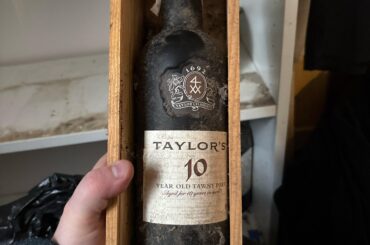 1692
TAYLOR'S
10
YEAR OLD TAWNY PORT
Aged for 10 years in wood